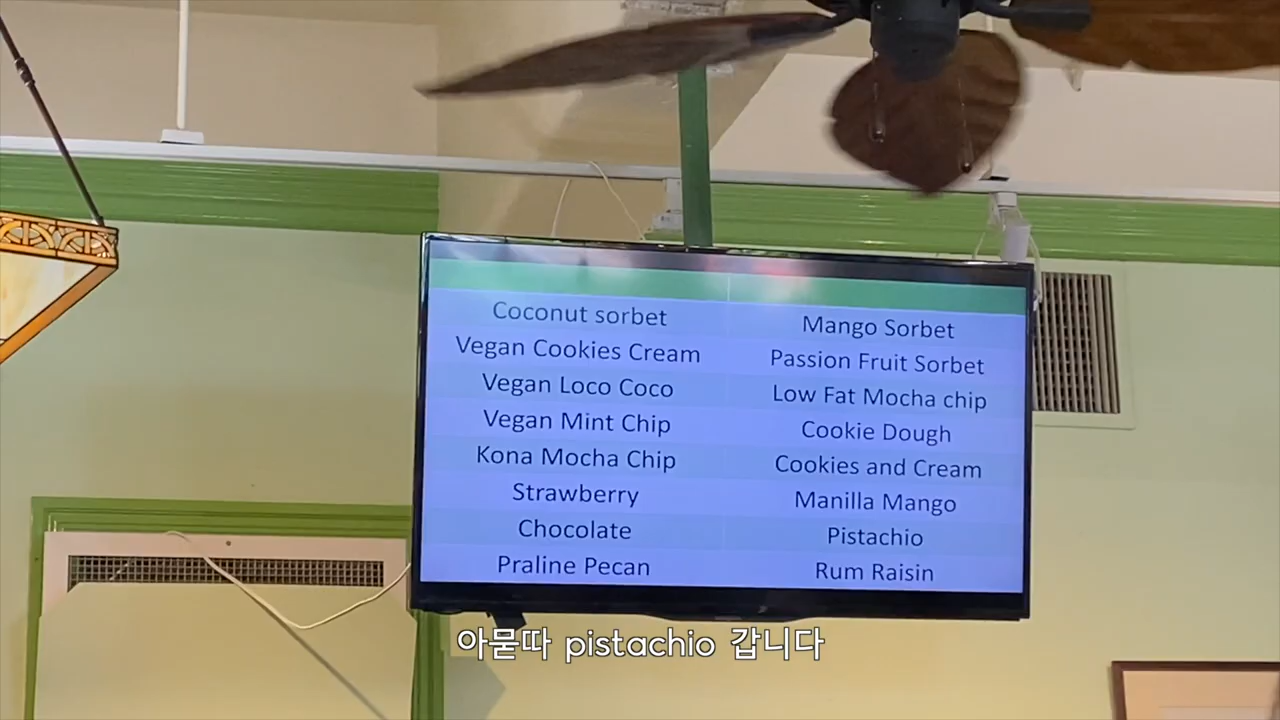 Coconut sorbet
Vegan Cookies Cream
Vegan Loco Coco
Vegan Mint Chip
Kona Mocha Chip
Strawberry
Chocolate
Praline Pecan
Mango Sorbet
Passion Fruit Sorbet
Low Fat Mocha chip
Cookie Dough
Cookies and Cream
Manilla Mango
Pistachio
Rum Raisin
아묻따 pistachio 갑니다